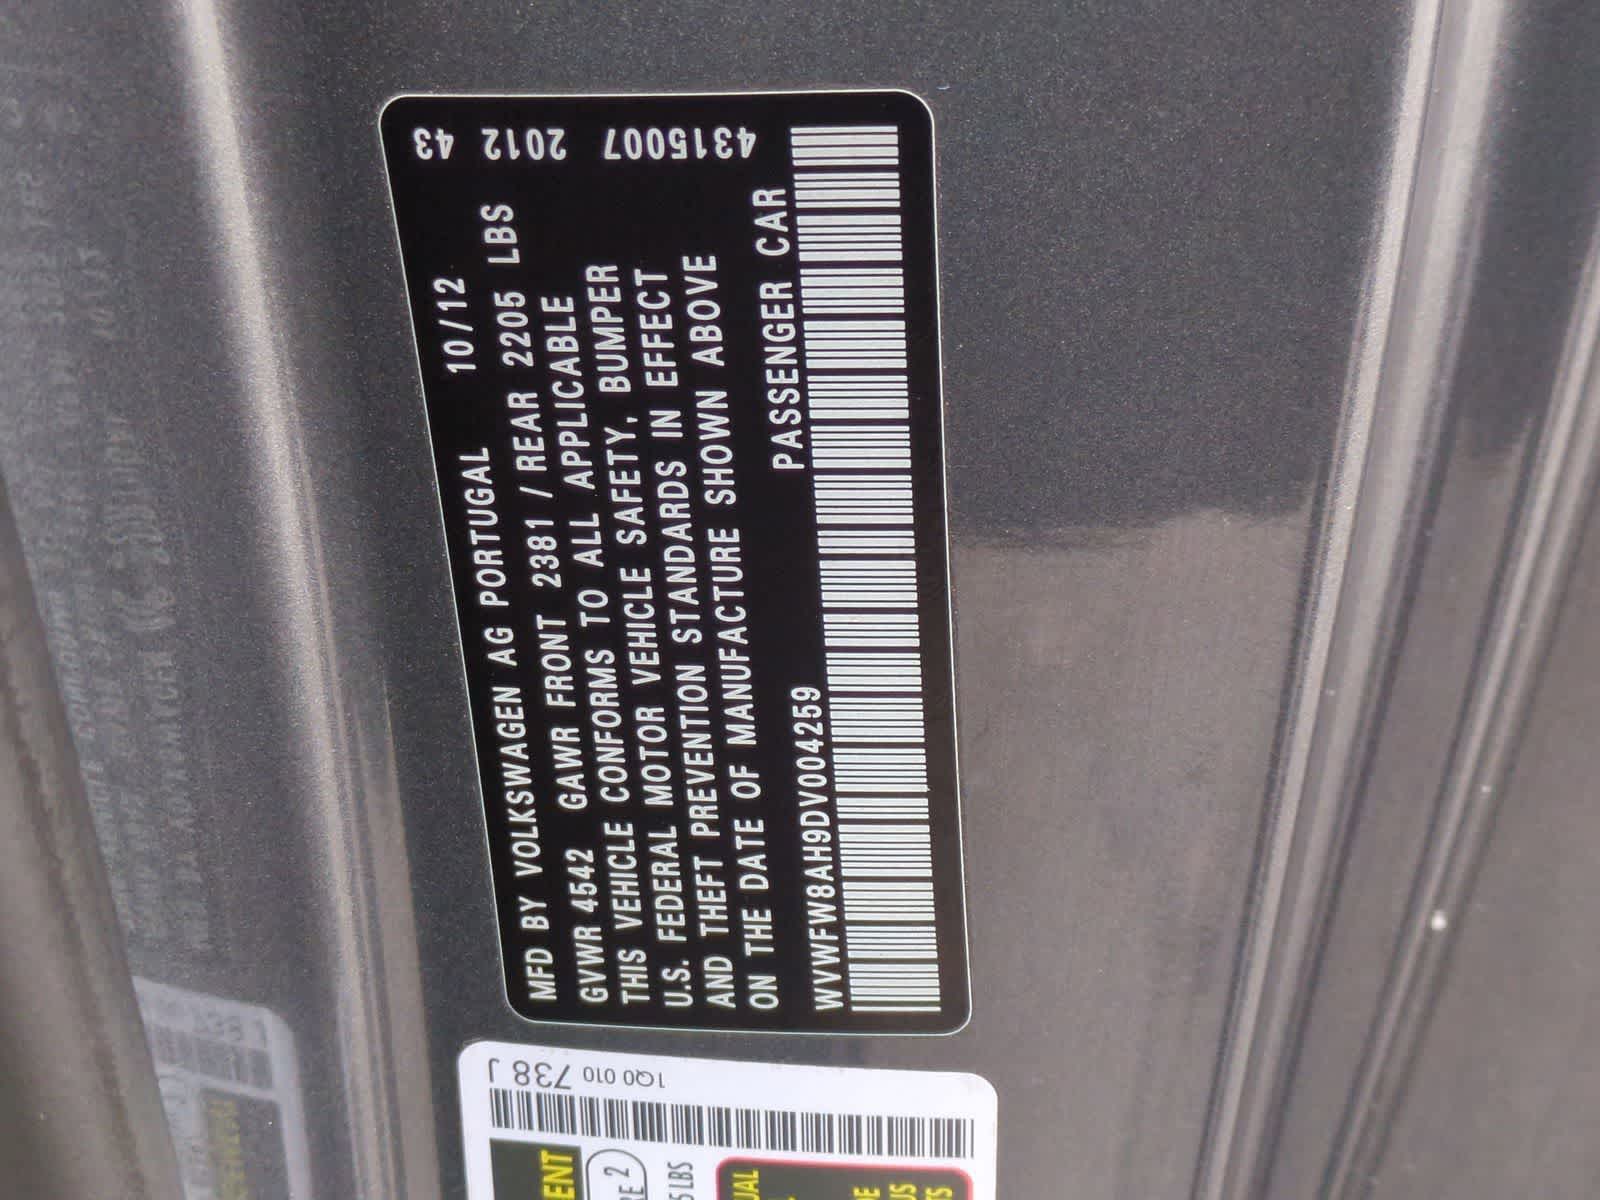 MFD BY VOLKSWAGEN AG PORTUGAL 10/12
GVWR 4542 GAWR FRONT 2381 / REAR 2205 LBS
THIS VEHICLE CONFORMS TO ALL APPLICABLE
U.S. FEDERAL MOTOR VEHICLE SAFETY, BUMPER
AND THEFT PREVENTION STANDARDS IN EFFECT
ON THE DATE OF MANUFACTURE SHOWN ABOVE
WVWFW8AH9DV004259 PASSENGER CAR
43 2012 4315007
1Q0 010 738 J
5 LBS